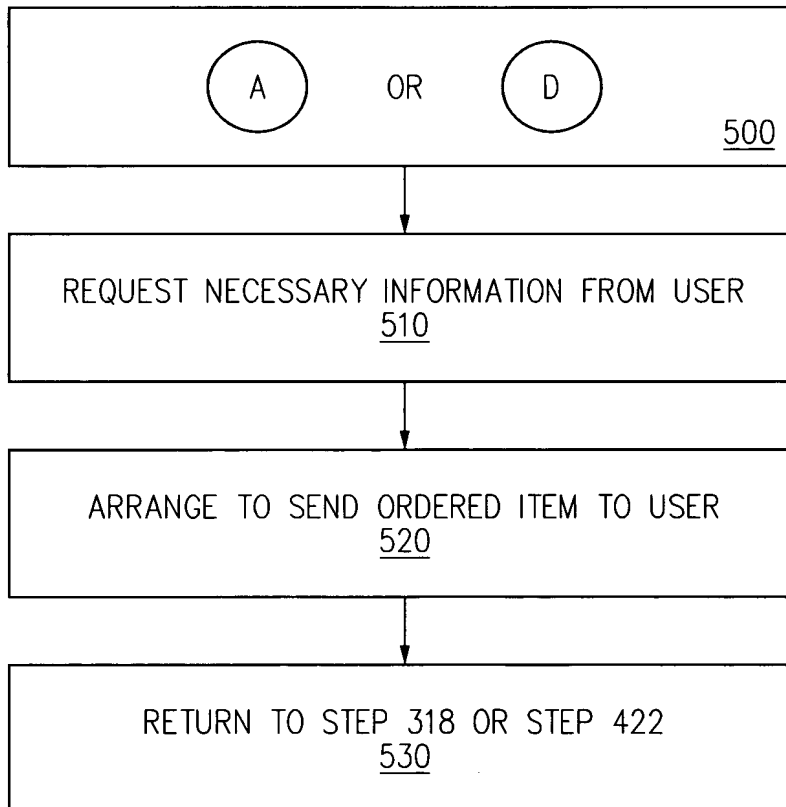 A OR D
500
REQUEST NECESSARY INFORMATION FROM USER
510
ARRANGE TO SEND ORDERED ITEM TO USER
520
RETURN TO STEP 318 OR STEP 422
530